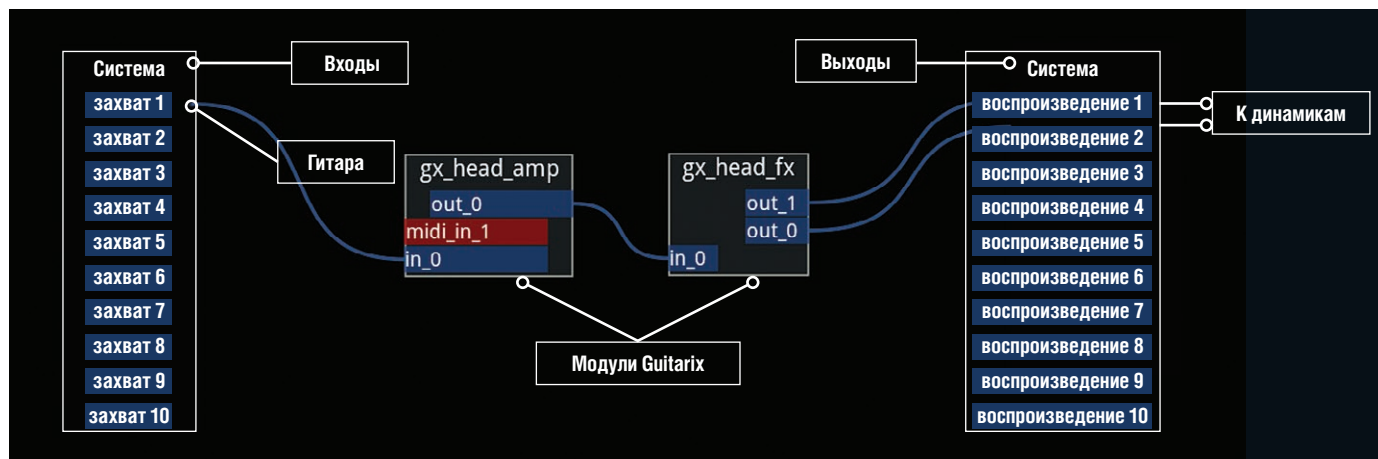 Система
захват 1
захват 2
захват 3
захват 4
захват 5
захват 6
захват 7
захват 8
захват 9
захват 10
Входы
Гитара
gx_head_amp
out_0
midi_in_1
in_0
gx_head_fx
out_1
out_0
in_0
Модули Guitarix
Выходы
Система
воспроизведение 1
воспроизведение 2
воспроизведение 3
воспроизведение 4
воспроизведение 5
воспроизведение 6
воспроизведение 7
воспроизведение 8
воспроизведение 9
воспроизведение 10
К динамикам